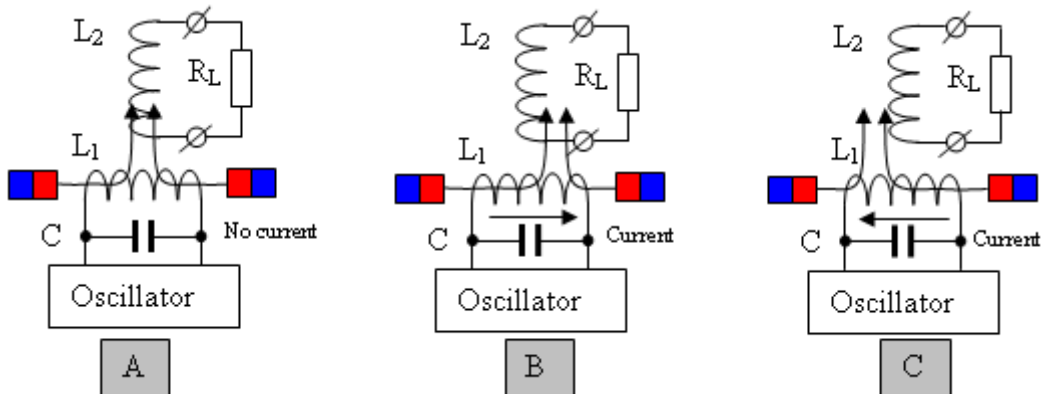 L2
RL
L1
C
No current
Oscillator
A
L2
RL
L1
C
Current
Oscillator
B
L2
RL
L1
C
Current
Oscillator
C